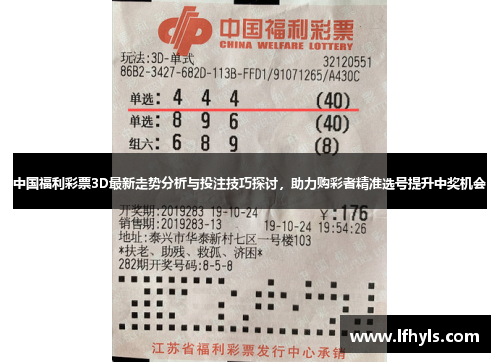 中国福利彩票
CHINA WELFARE LOTTERY
玩法:3D-单式
32120551
86B2-3427-682D-113B-FFD1/91071265/A430C
单选: 4 4 4 (40)
单选: 8 9 6 (40)
组六: 6 8 9 (8)
中国福利彩票3D最新走势分析与投注技巧探讨，助力购彩者精准选号提升中奖机会
开奖期:2019283 19-10-24 ￥:176
销售期:2019283-13 19-10-24 19:54:26
地址:泰兴市华泰新村七区一号楼103
*扶老、助残、救孤、济困*
282期开奖号码:8-5-8
江苏省福利彩票发行中心承销
www.lfhyls.com